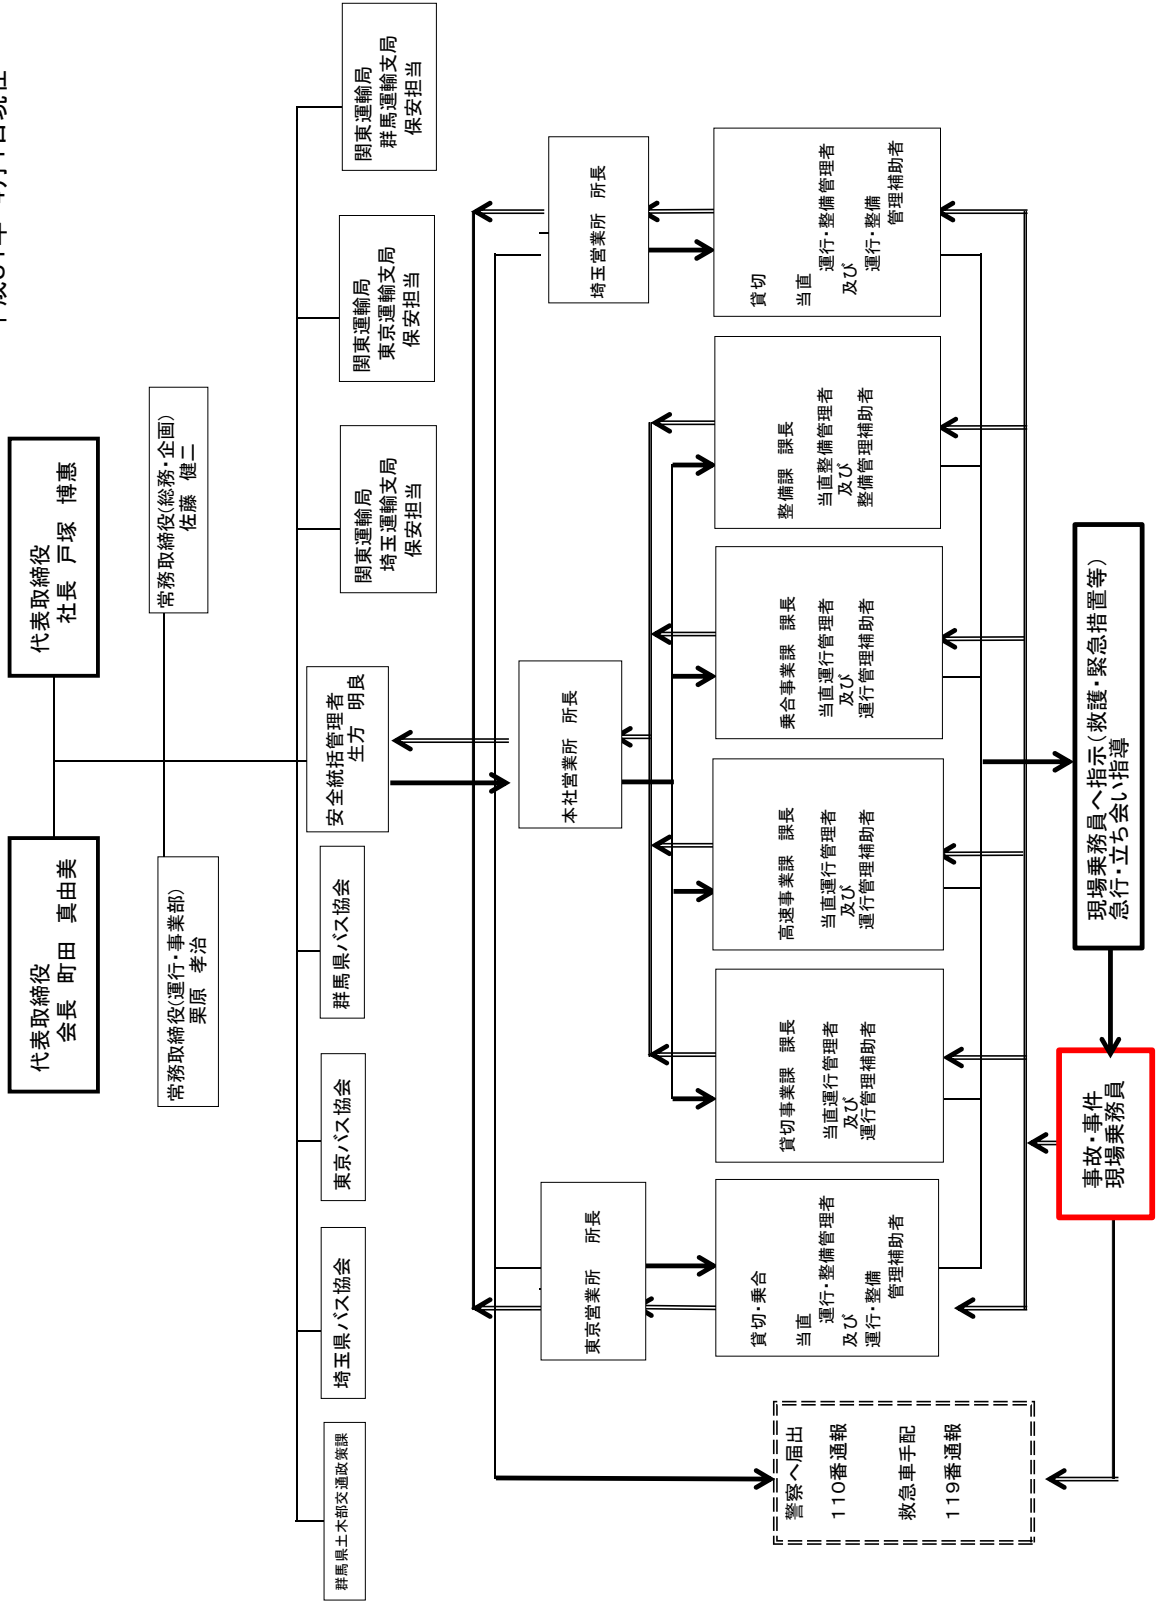 代表取締役
会長 町田 真由美
代表取締役
社長 戸塚 博惠
常務取締役(運行・事業部)
栗原 孝治
常務取締役(総務・企画)
佐藤 健二
群馬県土木部交通政策課
埼玉県バス協会
東京バス協会
群馬県バス協会
安全統括管理者
生方 明良
関東運輸局
埼玉運輸支局
保安担当
関東運輸局
東京運輸支局
保安担当
関東運輸局
群馬運輸支局
保安担当
東京営業所 所長
本社営業所 所長
埼玉営業所 所長
貸切・乗合
当直
運行・整備管理者
及び
運行・整備
管理補助者
貸切事業課 課長
当直運行管理者
及び
運行管理補助者
高速事業課 課長
当直運行管理者
及び
運行管理補助者
乗合事業課 課長
当直運行管理者
及び
運行管理補助者
整備課 課長
当直整備管理者
及び
整備管理補助者
貸切
当直
運行・整備管理者
及び
運行・整備
管理補助者
警察へ届出
110番通報
救急車手配
119番通報
事故・事件
現場乗務員
現場乗務員へ指示(救護・緊急措置等)
急行・立ち会い指導